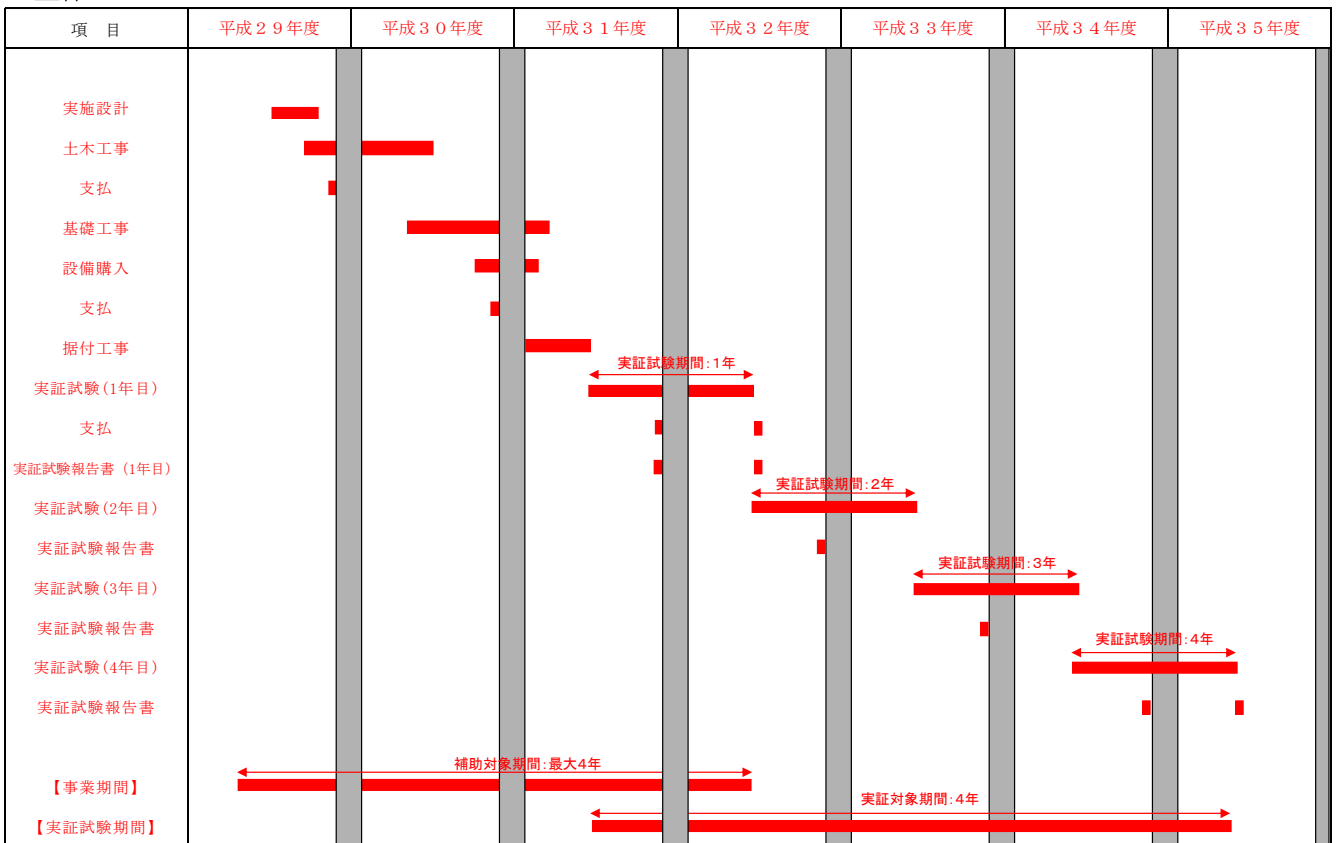 項　目
平成２９年度
平成３０年度
平成３１年度
平成３２年度
平成３３年度
平成３４年度
平成３５年度
実施設計
土木工事
支払
基礎工事
設備購入
支払
据付工事
実証試験期間：1年
実証試験(1年目)
支払
実証試験報告書（1年目）
実証試験期間：2年
実証試験(2年目)
実証試験報告書
実証試験期間：3年
実証試験(3年目)
実証試験報告書
実証試験期間：4年
実証試験(4年目)
実証試験報告書
補助対象期間：最大4年
【事業期間】
実証対象期間：4年
【実証試験期間】